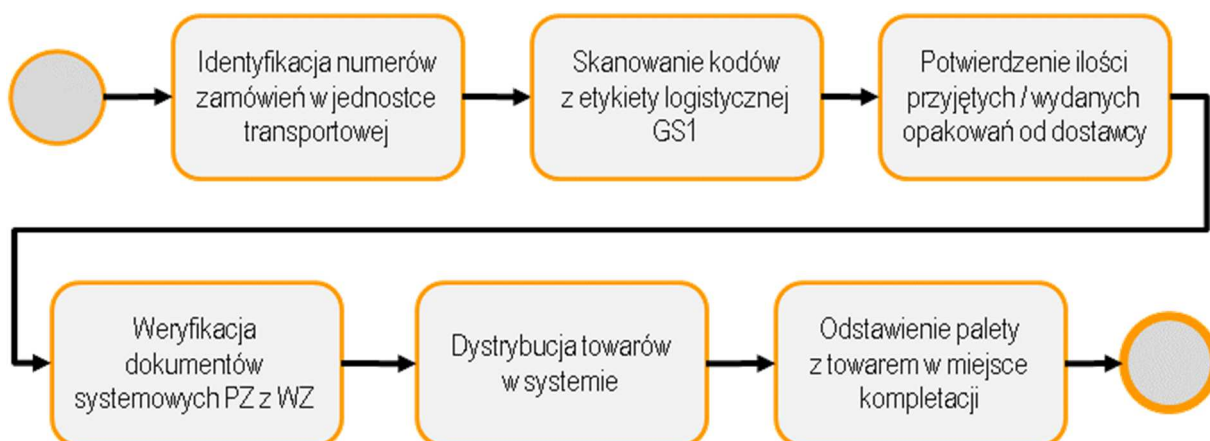 Identyfikacja numerów
zamówień w jednostce
transportowej
Skanowanie kodów
z etykiety logistycznej
GS1
Potwierdzenie ilości
przyjętych / wydanych
opakowań od dostawcy
Weryfikacja
dokumentów
systemowych PZ z WZ
Dystrybucja towarów
w systemie
Odstawienie palety
z towarem w miejsce
kompletacji